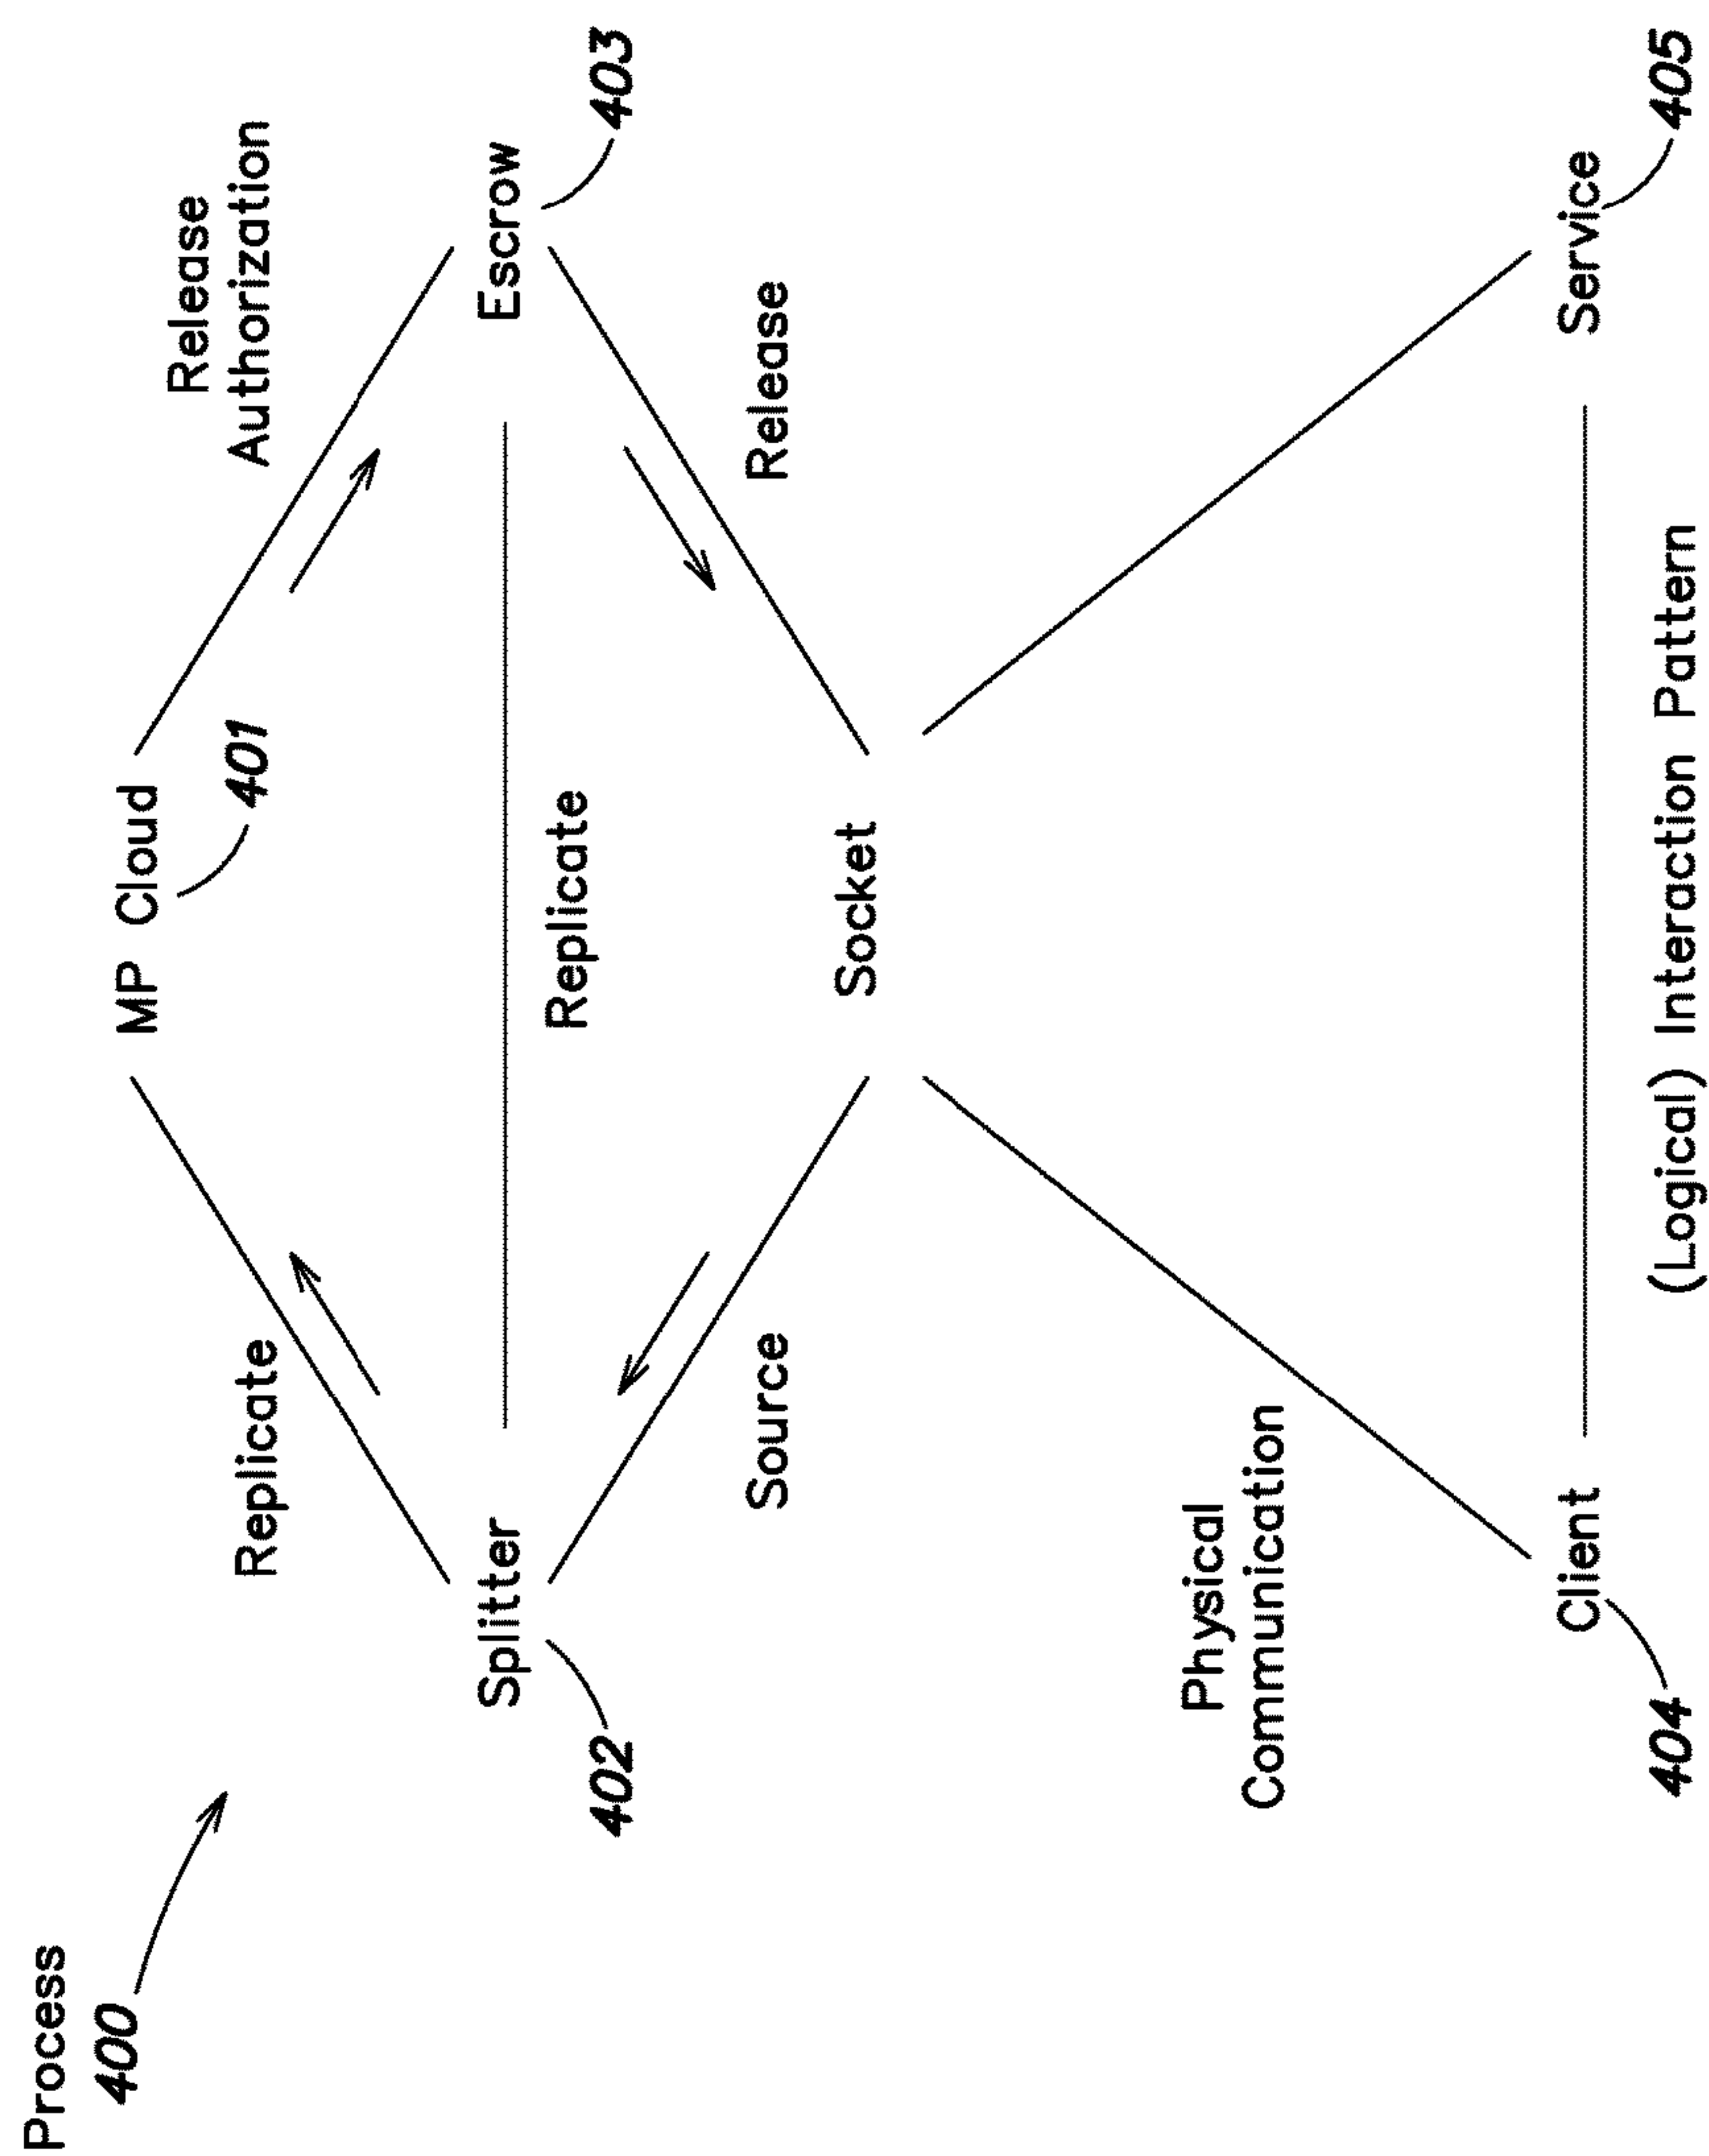 Process
400
MP Cloud
401
Replicate
Release
Authorization
Splitter
402
Escrow
403
Replicate
Source
Release
Socket
Physical
Communication
Client
404
Service
405
(Logical) Interaction Pattern